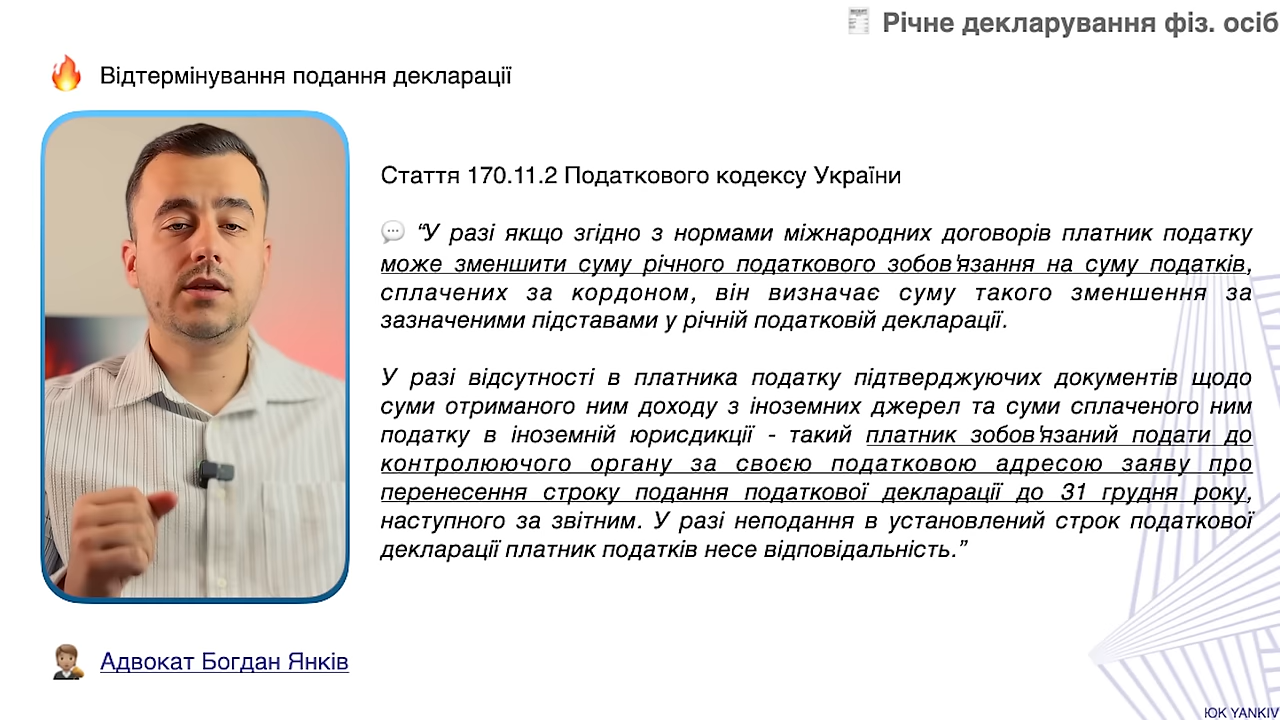 Річне декларування фіз. осіб
Відтермінування подання декларації
Стаття 170.11.2 Податкового кодексу України
“У разі якщо згідно з нормами міжнародних договорів платник податку
може зменшити суму річного податкового зобов'язання на суму податків,
сплачених за кордоном, він визначає суму такого зменшення за
зазначеними підставами у річній податковій декларації.
У разі відсутності в платника податку підтверджуючих документів щодо
суми отриманого ним доходу з іноземних джерел та суми сплаченого ним
податку в іноземній юрисдикції - такий платник зобов'язаний подати до
контролюючого органу за своєю податковою адресою заяву про
перенесення строку подання податкової декларації до 31 грудня року,
наступного за звітним. У разі неподання в установлений строк податкової
декларації платник податків несе відповідальність.”
Адвокат Богдан Янків
ЮК YANKIV